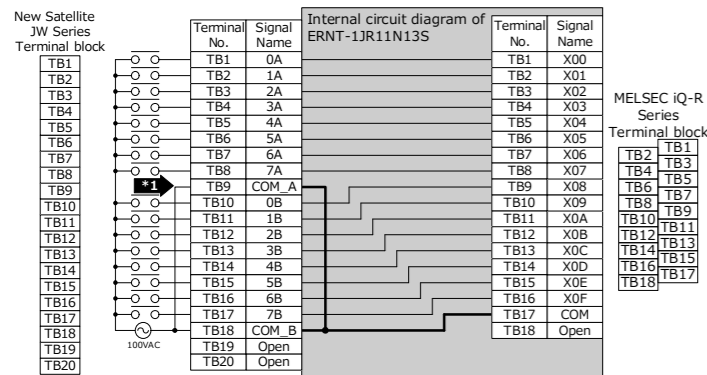 New Satellite
JW Series
Terminal block
TB1
TB2
TB3
TB4
TB5
TB6
TB7
TB8
TB9
TB10
TB11
TB12
TB13
TB14
TB15
TB16
TB17
TB18
TB19
TB20
*1
100VAC
Terminal No. Signal Name
TB1 0A
TB2 1A
TB3 2A
TB4 3A
TB5 4A
TB6 5A
TB7 6A
TB8 7A
TB9 COM_A
TB10 0B
TB11 1B
TB12 2B
TB13 3B
TB14 4B
TB15 5B
TB16 6B
TB17 7B
TB18 COM_B
TB19 Open
TB20 Open
Internal circuit diagram of
ERNT-1JR11N13S
Terminal No. Signal Name
TB1 X00
TB2 X01
TB3 X02
TB4 X03
TB5 X04
TB6 X05
TB7 X06
TB8 X07
TB9 X08
TB10 X09
TB11 X0A
TB12 X0B
TB13 X0C
TB14 X0D
TB15 X0E
TB16 X0F
TB17 COM
TB18 Open
MELSEC iQ-R
Series
Terminal block
TB1
TB2
TB3
TB4
TB5
TB6
TB7
TB8
TB9
TB10
TB11
TB12
TB13
TB14
TB15
TB16
TB17
TB18